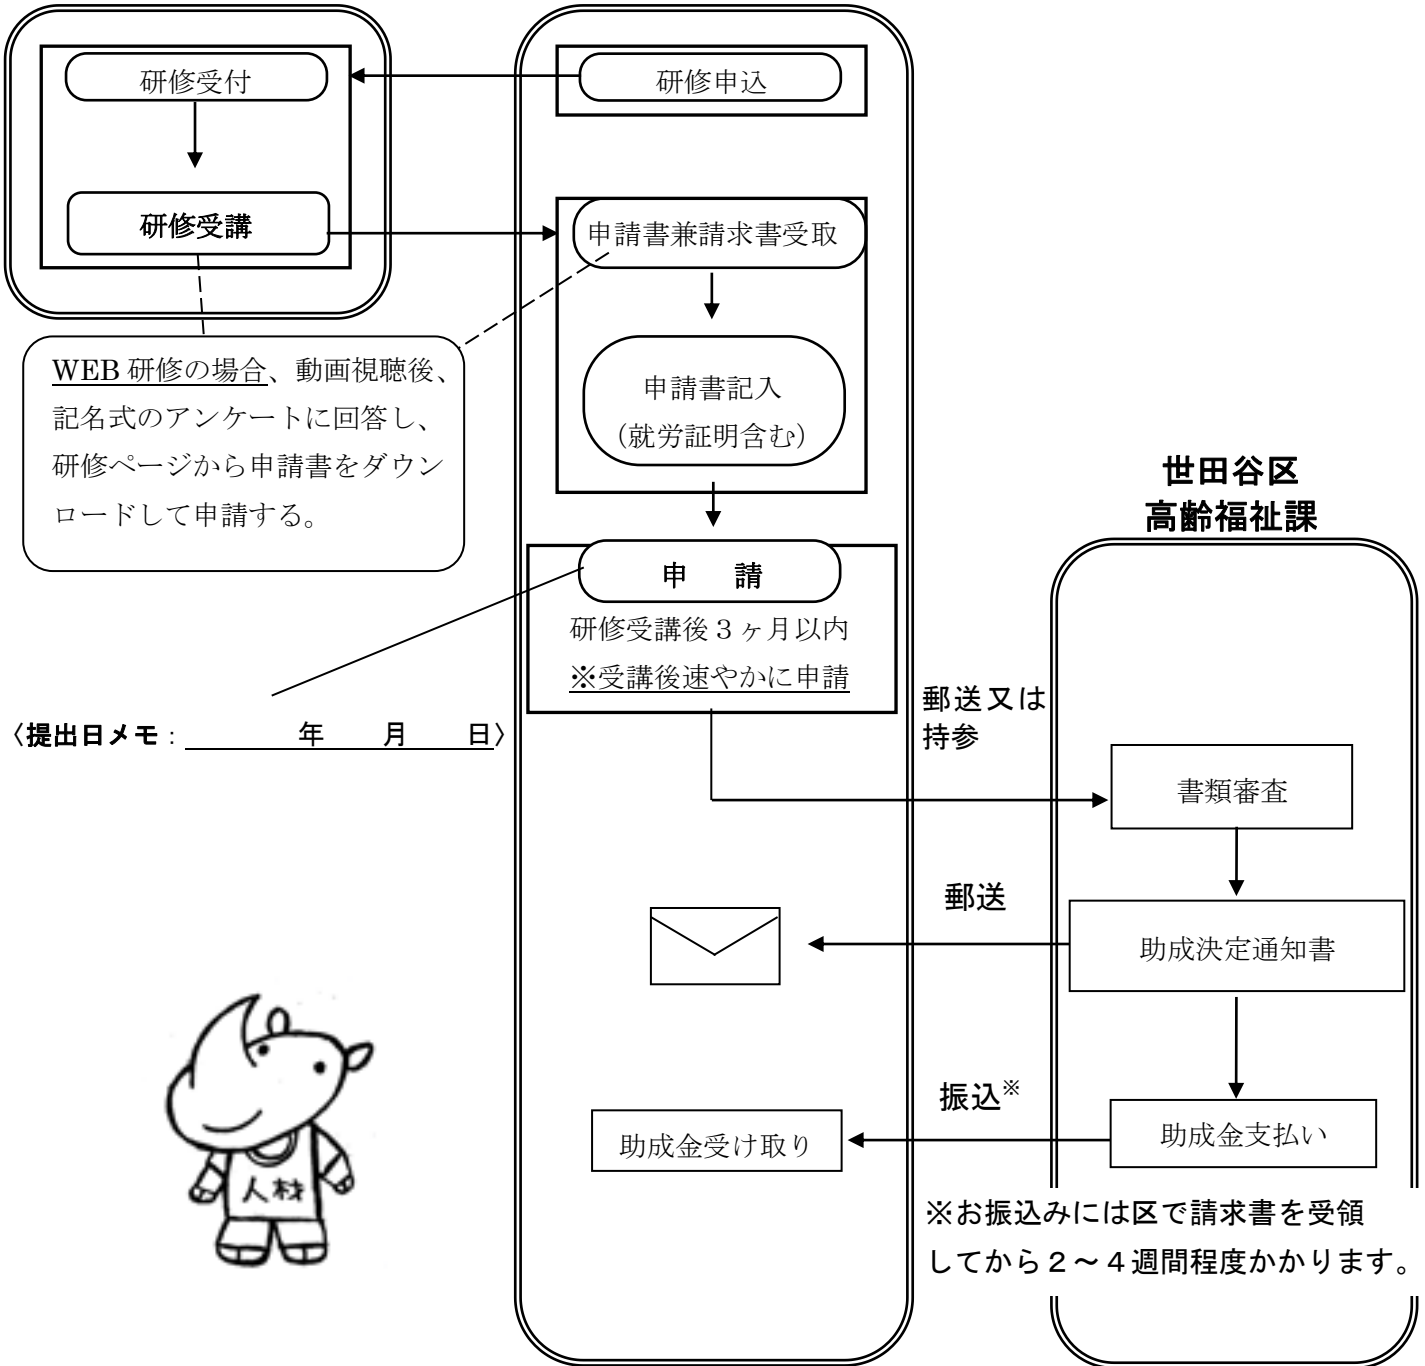 研修受付
研修申込
研修受講
申請書兼請求書受取
WEB 研修の場合、動画視聴後、
記名式のアンケートに回答し、
研修ページから申請書をダウン
ロードして申請する。
申請書記入
（就労証明含む）
世田谷区
高齢福祉課
申　請
研修受講後３ヶ月以内
※受講後速やかに申請
〈提出日メモ：　　　　年　　月　　日〉
郵送又は
持参
書類審査
郵送
助成決定通知書
振込※
助成金受け取り
助成金支払い
人材
※お振込みには区で請求書を受領
してから２～４週間程度かかります。